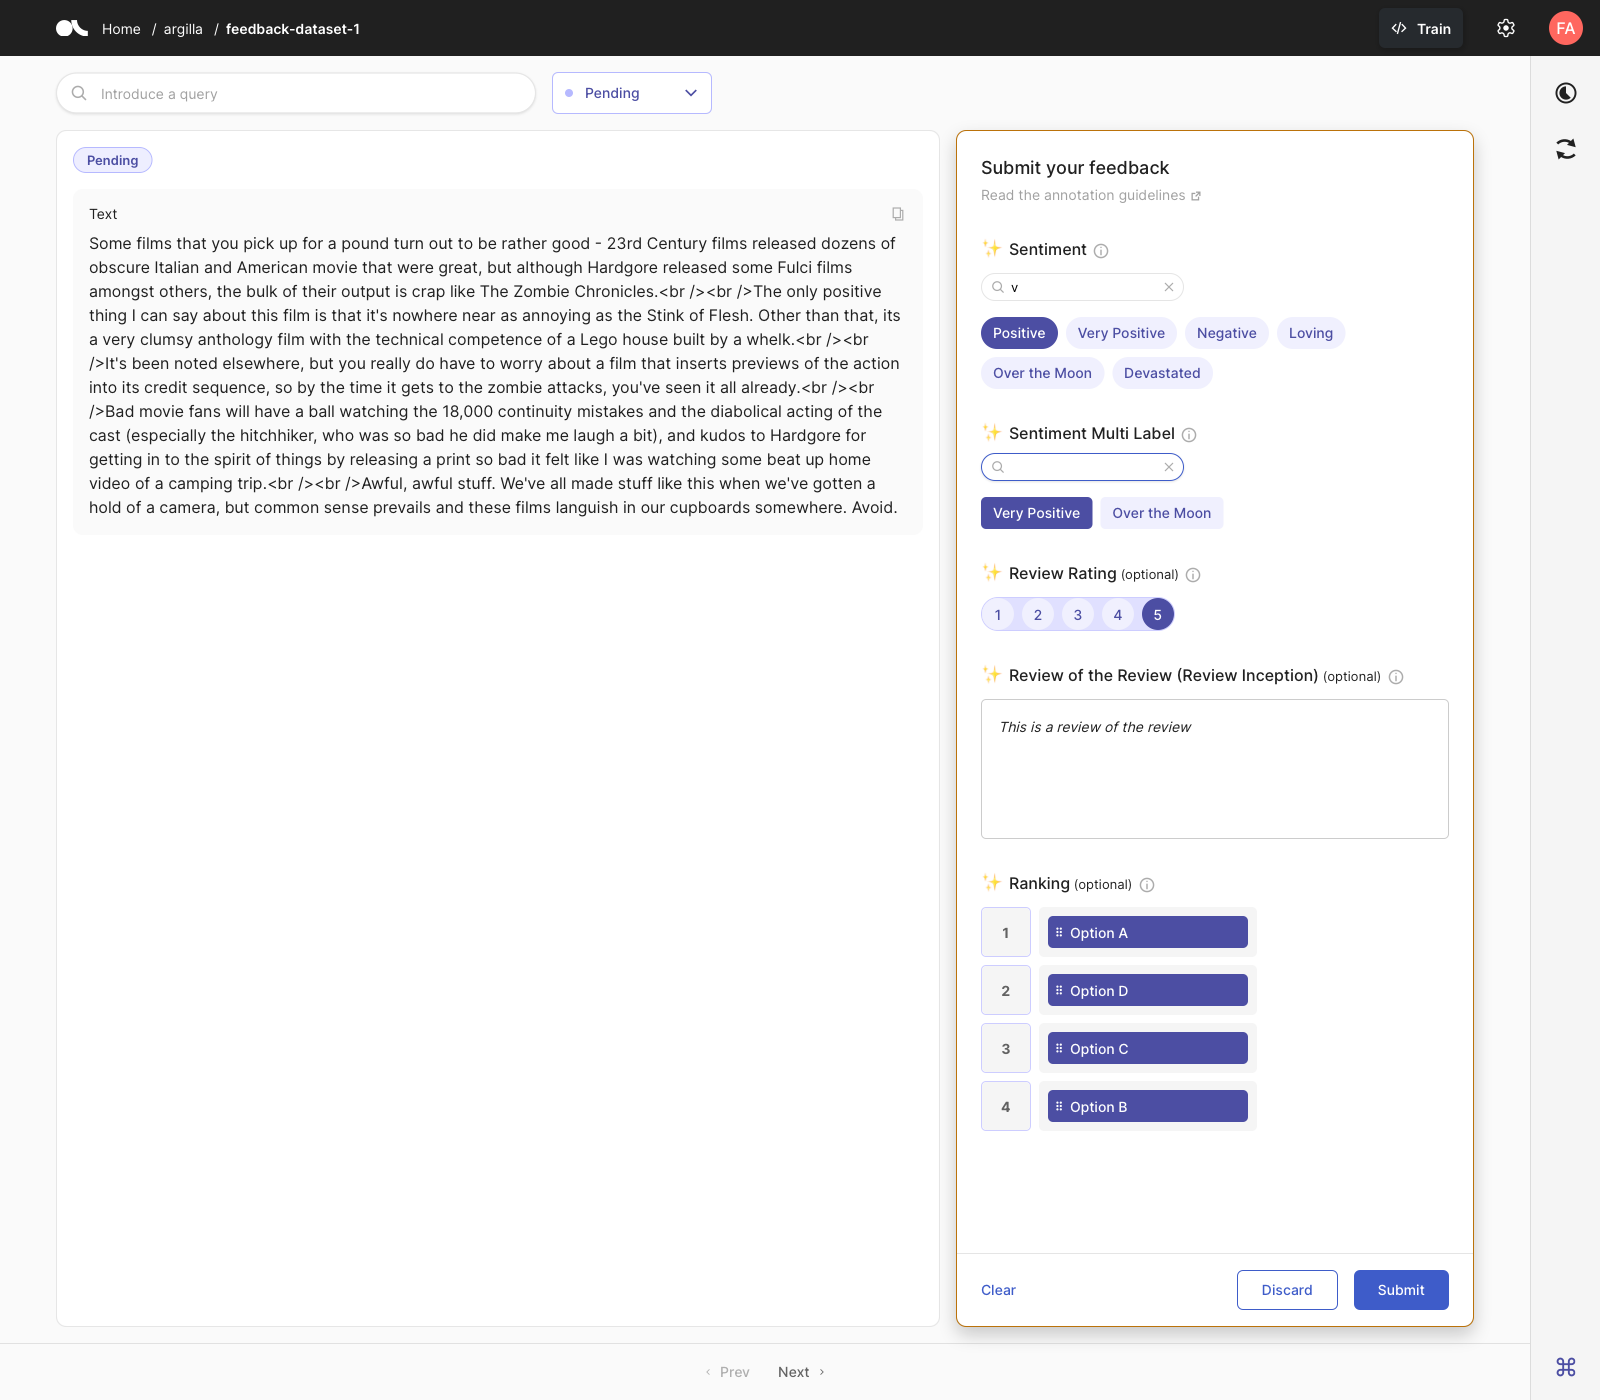 Home / argilla / feedback-dataset-1
Train
FA
Introduce a query
Pending
Pending
Text
Some films that you pick up for a pound turn out to be rather good - 23rd Century films released dozens of
obscure Italian and American movie that were great, but although Hardgore released some Fulci films
amongst others, the bulk of their output is crap like The Zombie Chronicles.<br /><br />The only positive
thing I can say about this film is that it's nowhere near as annoying as the Stink of Flesh. Other than that, its
a very clumsy anthology film with the technical competence of a Lego house built by a whelk.<br /><br
/>It's been noted elsewhere, but you really do have to worry about a film that inserts previews of the action
into its credit sequence, so by the time it gets to the zombie attacks, you've seen it all already.<br /><br
/>Bad movie fans will have a ball watching the 18,000 continuity mistakes and the diabolical acting of the
cast (especially the hitchhiker, who was so bad he did make me laugh a bit), and kudos to Hardgore for
getting in to the spirit of things by releasing a print so bad it felt like I was watching some beat up home
video of a camping trip.<br /><br />Awful, awful stuff. We've all made stuff like this when we've gotten a
hold of a camera, but common sense prevails and these films languish in our cupboards somewhere. Avoid.
Submit your feedback
Read the annotation guidelines
Sentiment
v
Positive Very Positive Negative Loving
Over the Moon Devastated
Sentiment Multi Label
Very Positive Over the Moon
Review Rating (optional)
1 2 3 4 5
Review of the Review (Review Inception) (optional)
This is a review of the review
Ranking (optional)
1 Option A
2 Option D
3 Option C
4 Option B
Clear Discard Submit
Prev Next